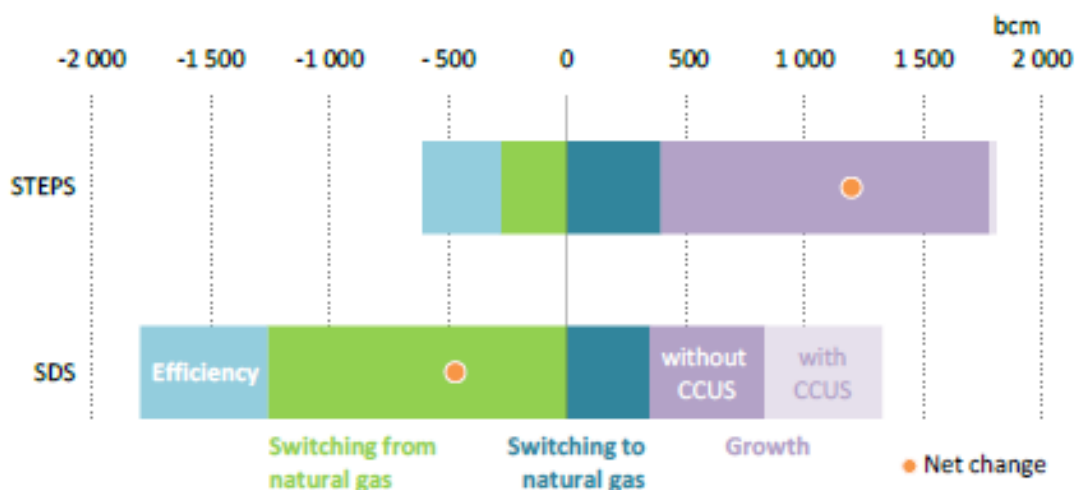 bcm
-2 000 -1 500 -1 000 - 500 0 500 1 000 1 500 2 000
STEPS
SDS
Efficiency
without
CCUS
with
CCUS
Switching from
natural gas
Switching to
natural gas
Growth
Net change